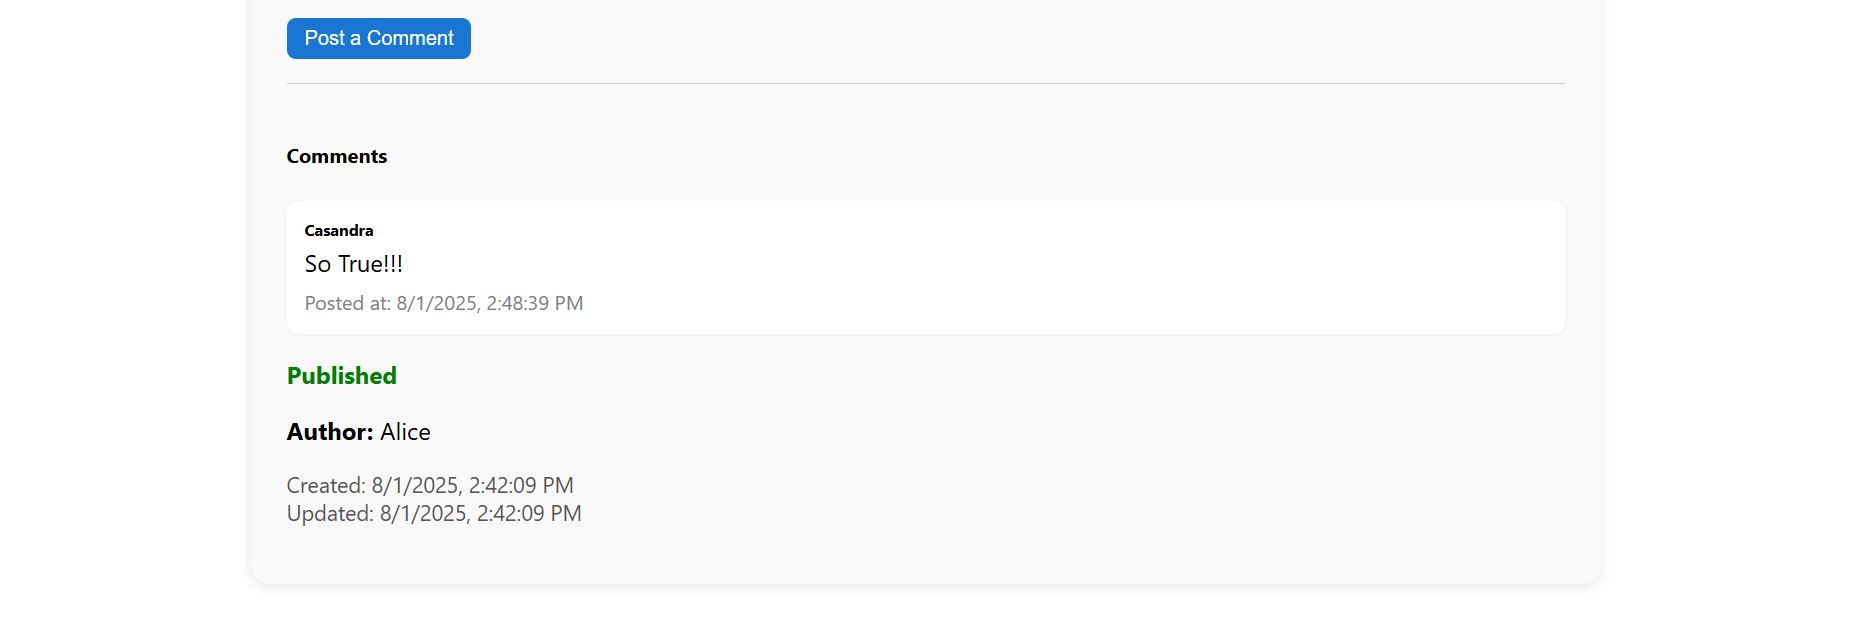 Post a Comment
Comments
Casandra
So True!!!
Posted at: 8/1/2025, 2:48:39 PM
Published
Author: Alice
Created: 8/1/2025, 2:42:09 PM
Updated: 8/1/2025, 2:42:09 PM